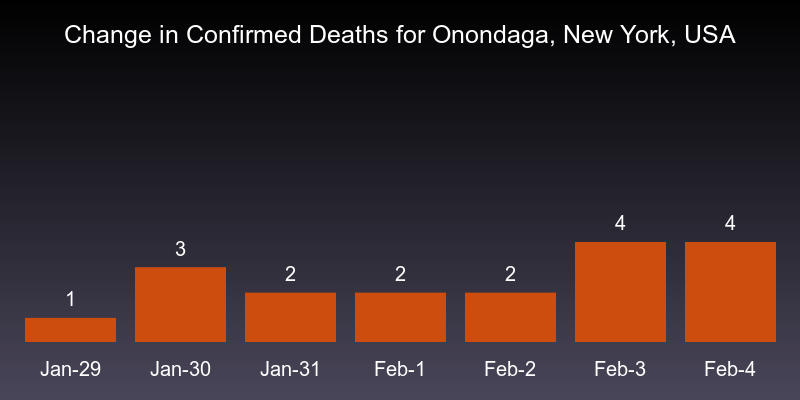 Change in Confirmed Deaths for Onondaga, New York, USA
1
3
2
2
2
4
4
Jan-29
Jan-30
Jan-31
Feb-1
Feb-2
Feb-3
Feb-4